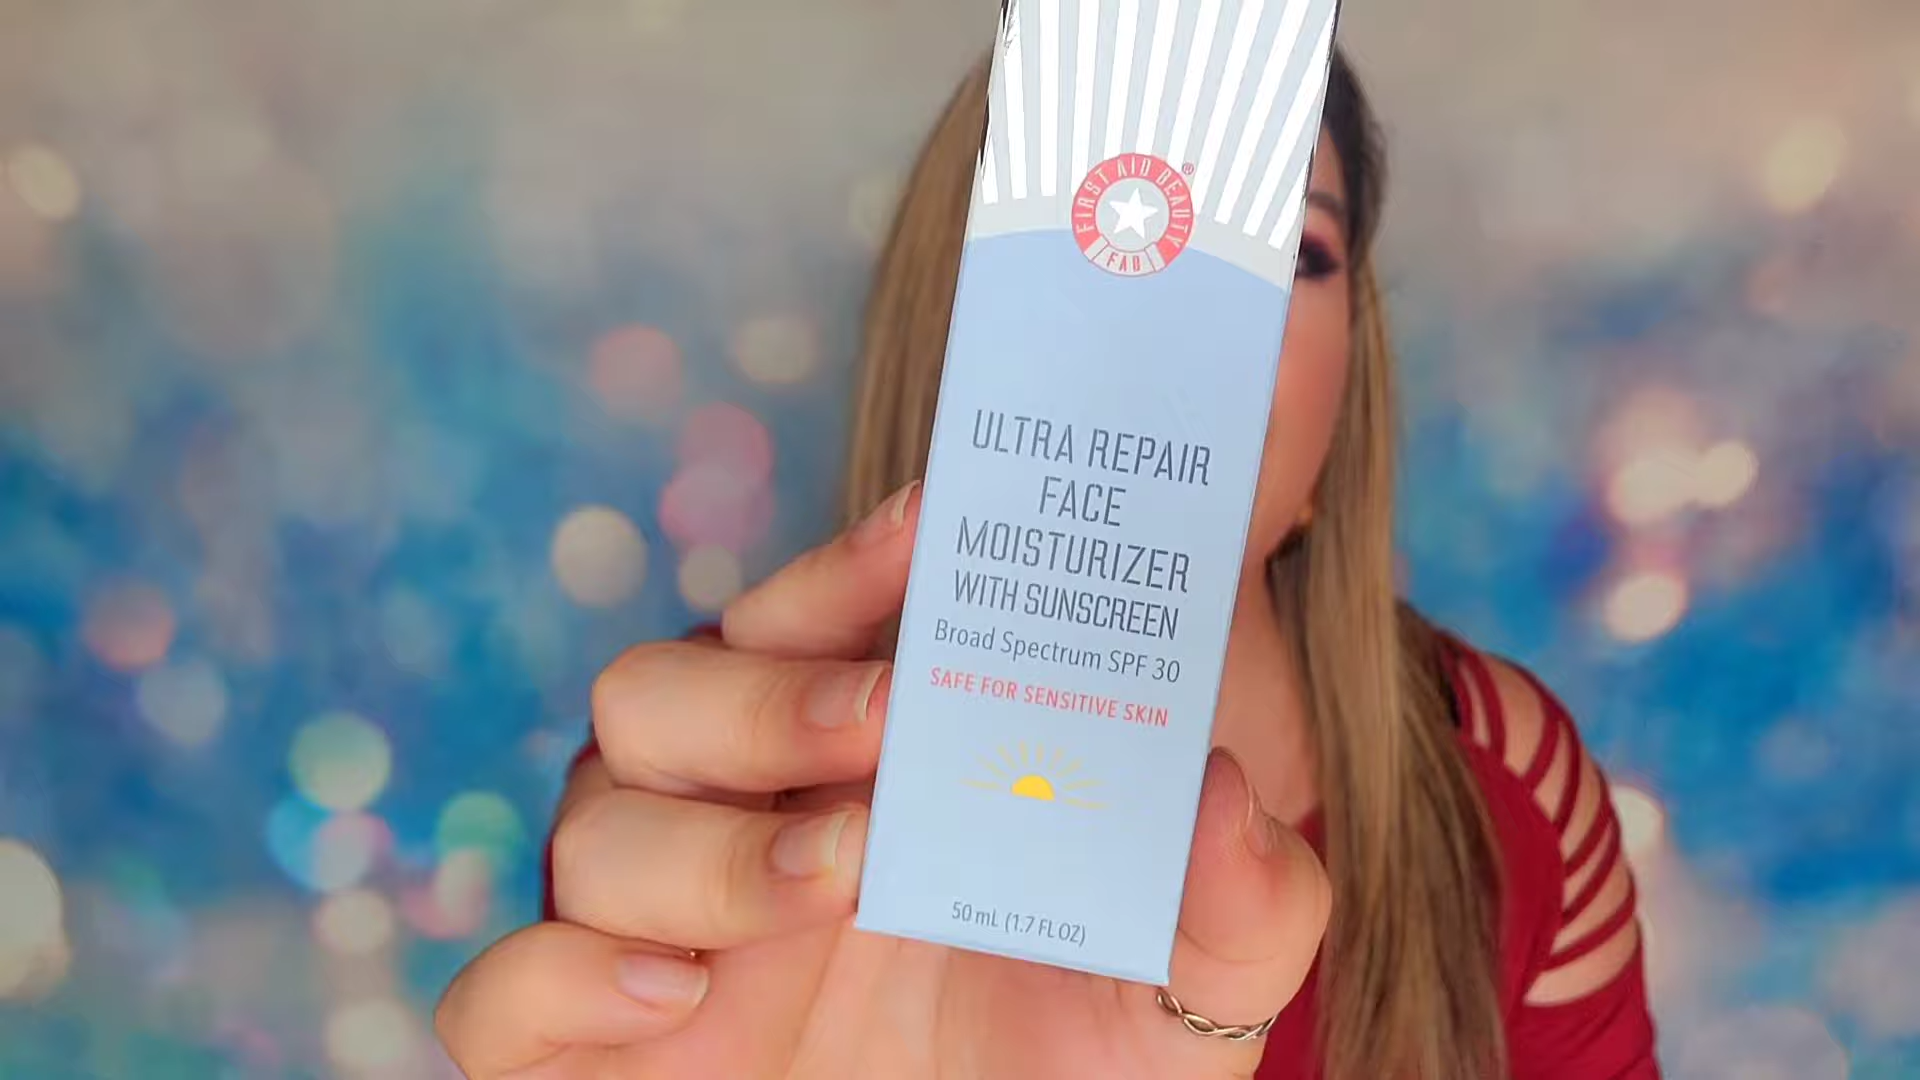 FIRST AID BEAUTY ®
FAB
ULTRA REPAIR
FACE
MOISTURIZER
WITH SUNSCREEN
Broad Spectrum SPF 30
SAFE FOR SENSITIVE SKIN
50 mL (1.7 FL OZ)